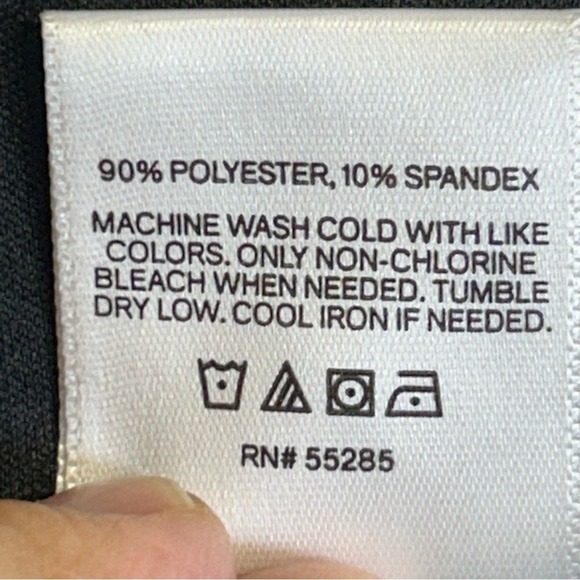 90% POLYESTER, 10% SPANDEX
MACHINE WASH COLD WITH LIKE
COLORS. ONLY NON-CHLORINE
BLEACH WHEN NEEDED. TUMBLE
DRY LOW. COOL IRON IF NEEDED.
RN# 55285